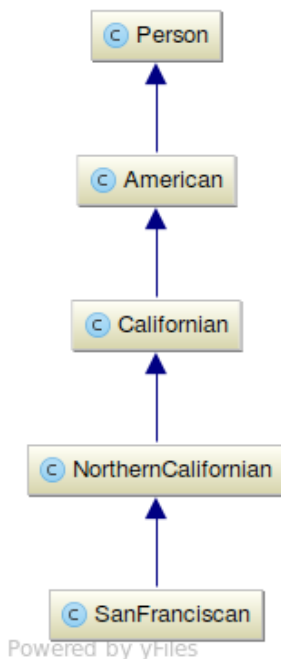 C Person
C American
C Californian
C NorthernCalifornian
C SanFranciscan
Powered by yFiles